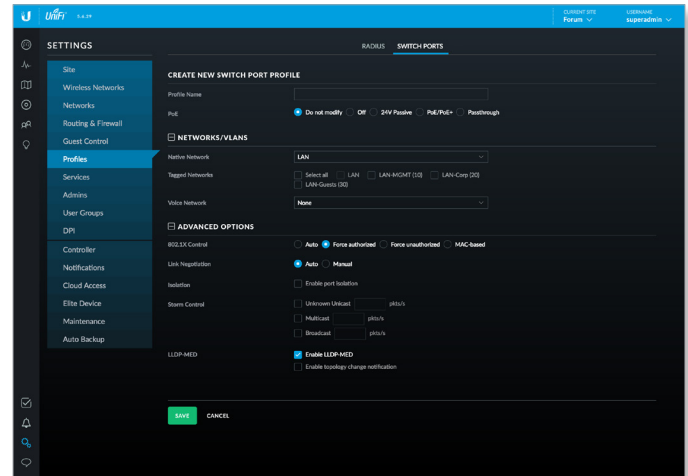 U UniFi 5.6.29
CURRENT SITE
Forum
USERNAME
superadmin
SETTINGS
Site
Wireless Networks
Networks
Routing & Firewall
Guest Control
Profiles
Services
Admins
User Groups
DPI
Controller
Notifications
Cloud Access
Elite Device
Maintenance
Auto Backup
RADIUS SWITCH PORTS
CREATE NEW SWITCH PORT PROFILE
Profile Name
PoE Do not modify Off 24V Passive PoE/PoE+ Passthrough
NETWORKS/VLANS
Native Network LAN
Tagged Networks Select all LAN LAN-MGMT (10) LAN-Corp (20)
LAN-Guests (30)
Voice Network None
ADVANCED OPTIONS
802.1X Control Auto Force authorized Force unauthorized MAC-based
Link Negotiation Auto Manual
Isolation Enable port isolation
Storm Control Unknown Unicast pkts/s
Multicast pkts/s
Broadcast pkts/s
LLDP-MED Enable LLDP-MED
Enable topology change notification
SAVE CANCEL